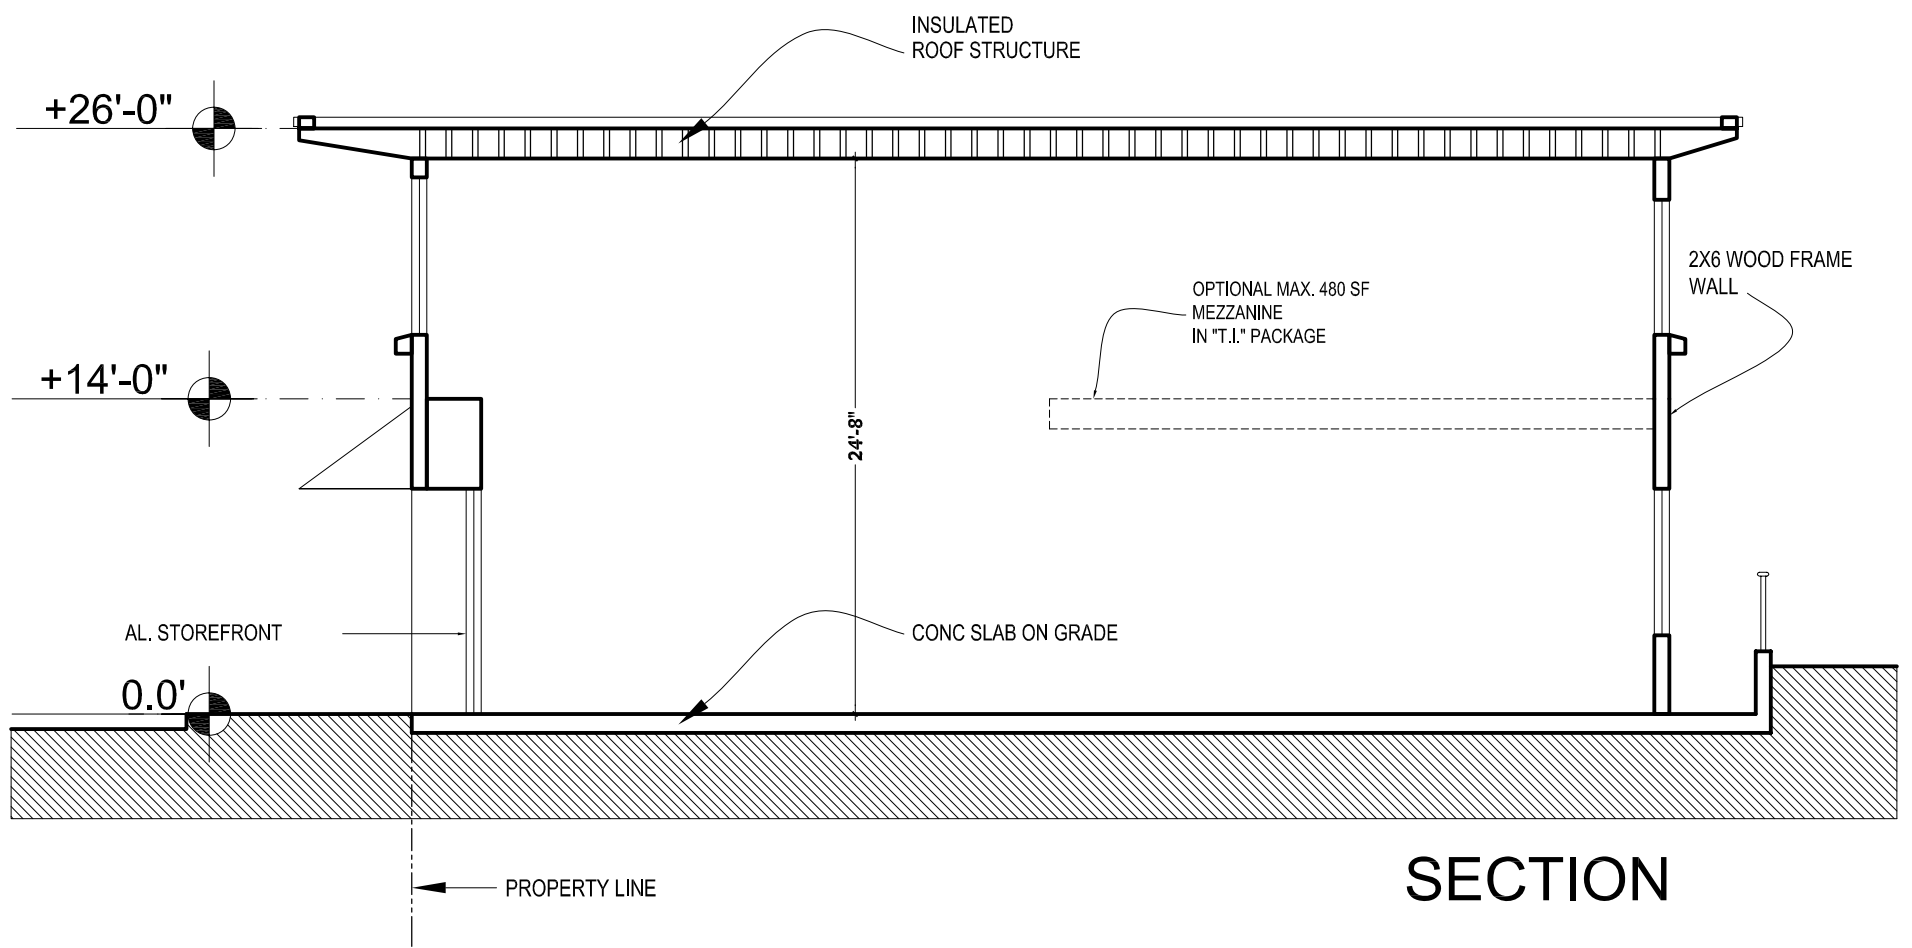 INSULATED
ROOF STRUCTURE
+26'-0"
2X6 WOOD FRAME
WALL
OPTIONAL MAX. 480 SF
MEZZANINE
IN "T.I." PACKAGE
+14'-0"
24'-8"
AL. STOREFRONT
CONC SLAB ON GRADE
0.0'
PROPERTY LINE
SECTION